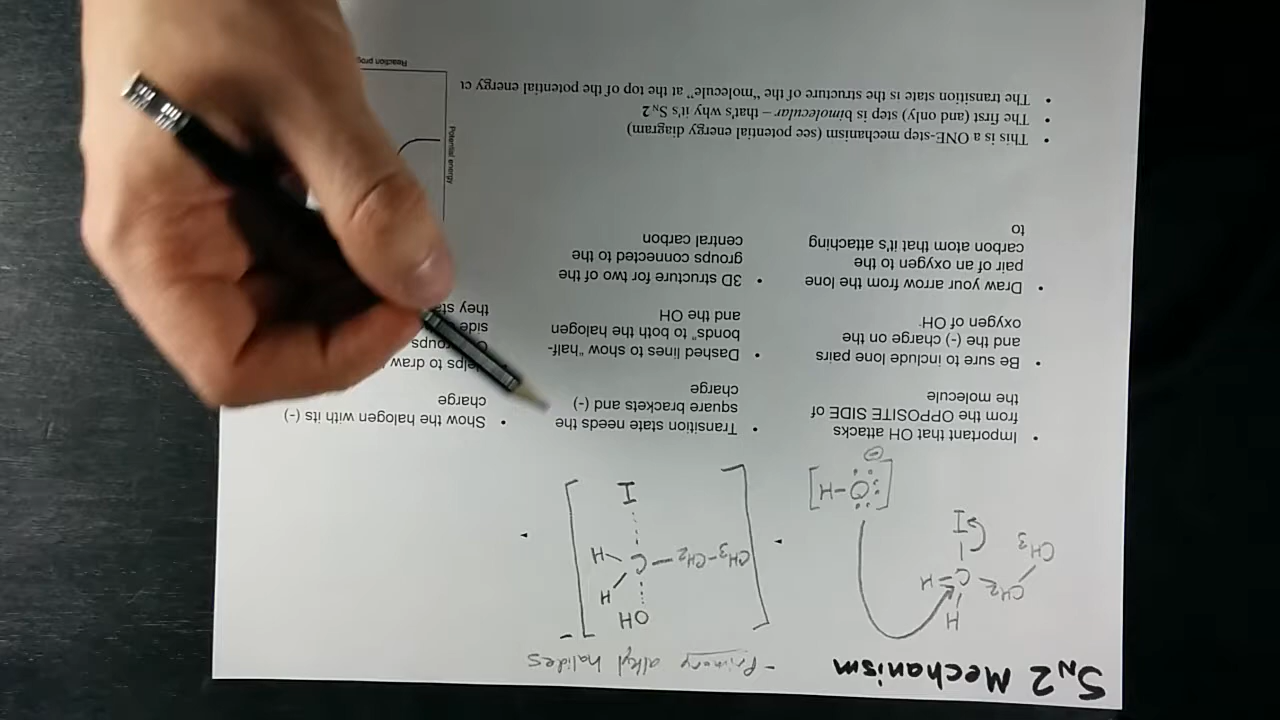 SN2 Mechanism
- Primary alkyl halides
H
C
H
CH2
CH3
I
[:O-H]
OH
H
CH3-CH2-C-H
I
• Important that OH attacks
from the OPPOSITE SIDE of
the molecule
• Be sure to include lone pairs
and the (-) charge on the
oxygen of OH-
• Draw your arrow from the lone
pair of an oxygen to the
carbon atom that it's attaching
to
• Transition state needs the
square brackets and (-)
charge
• Dashed lines to show "half-
bonds" to both the halogen
and the OH
• 3D structure for two of the
groups connected to the
central carbon
• Show the halogen with its (-)
charge
Helps to draw
groups
side
they
• This is a ONE-step mechanism (see potential energy diagram)
• The first (and only) step is bimolecular – that's why it's SN2
• The transition state is the structure of the "molecule" at the top of the potential energy
Potential energy
Reaction